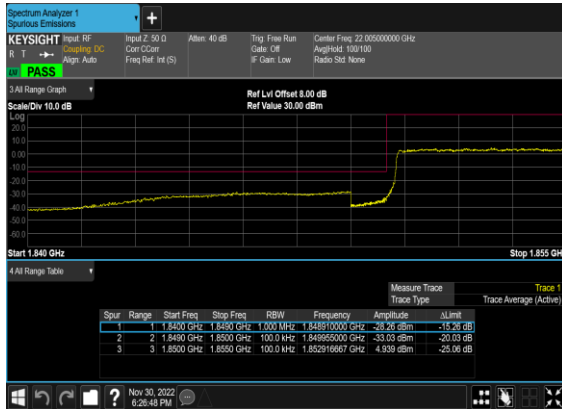 Spectrum Analyzer 1
Spurious Emissions
KEYSIGHT Input: RF Input Z: 50 Ω Atten: 40 dB Trig: Free Run Center Freq: 22.005000000 GHz
R T Coupling: DC Corr CCorr Gate: Off Avg|Hold: 100/100
Align: Auto Freq Ref: Int (S) IF Gain: Low Radio Std: None
PASS
3 All Range Graph
Ref Lvl Offset 8.00 dB
Scale/Div 10.0 dB Ref Value 30.00 dBm
Log
20.0
10.0
0.00
-10.0
-20.0
-30.0
-40.0
-50.0
-60.0
Start 1.840 GHz Stop 1.855 GH
4 All Range Table
Measure Trace Trace 1
Trace Type Trace Average (Active)
Spur Range Start Freq Stop Freq RBW Frequency Amplitude ΔLimit
1 1 1.8400 GHz 1.8490 GHz 1.000 MHz 1.848910000 GHz -28.26 dBm -15.26 dB
2 2 1.8490 GHz 1.8500 GHz 100.0 kHz 1.849955000 GHz -33.03 dBm -20.03 dB
3 3 1.8500 GHz 1.8550 GHz 100.0 kHz 1.852916667 GHz 4.939 dBm -25.06 dB
Nov 30, 2022
6:26:48 PM